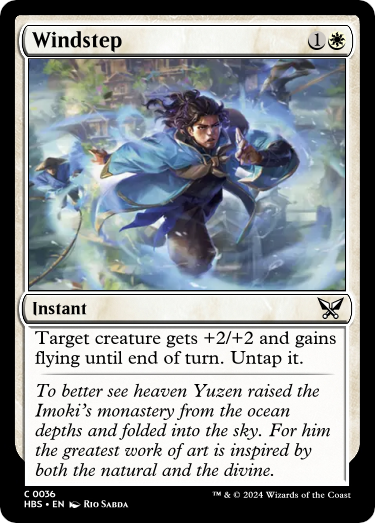 Windstep
1
Instant
Target creature gets +2/+2 and gains
flying until end of turn. Untap it.
To better see heaven Yuzen raised the
Imoki's monastery from the ocean
depths and folded into the sky. For him
the greatest work of art is inspired by
both the natural and the divine.
C 0036
HBS • EN Rio Sabda
™ & © 2024 Wizards of the Coast